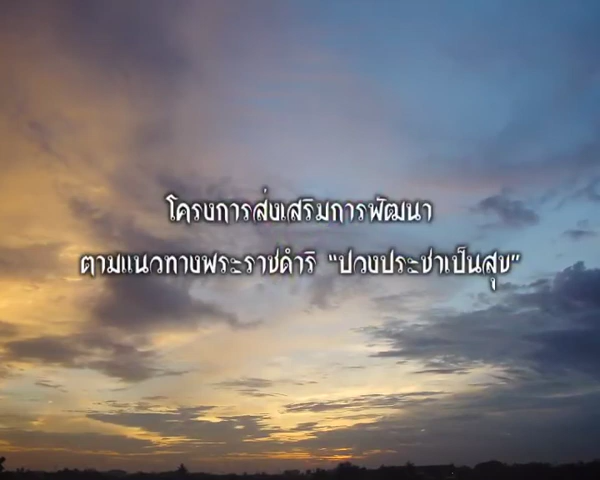 โครงการส่งเสริมการพัฒนา
ตามแนวทางพระราชดำริ “ปวงประชาเป็นสุข”